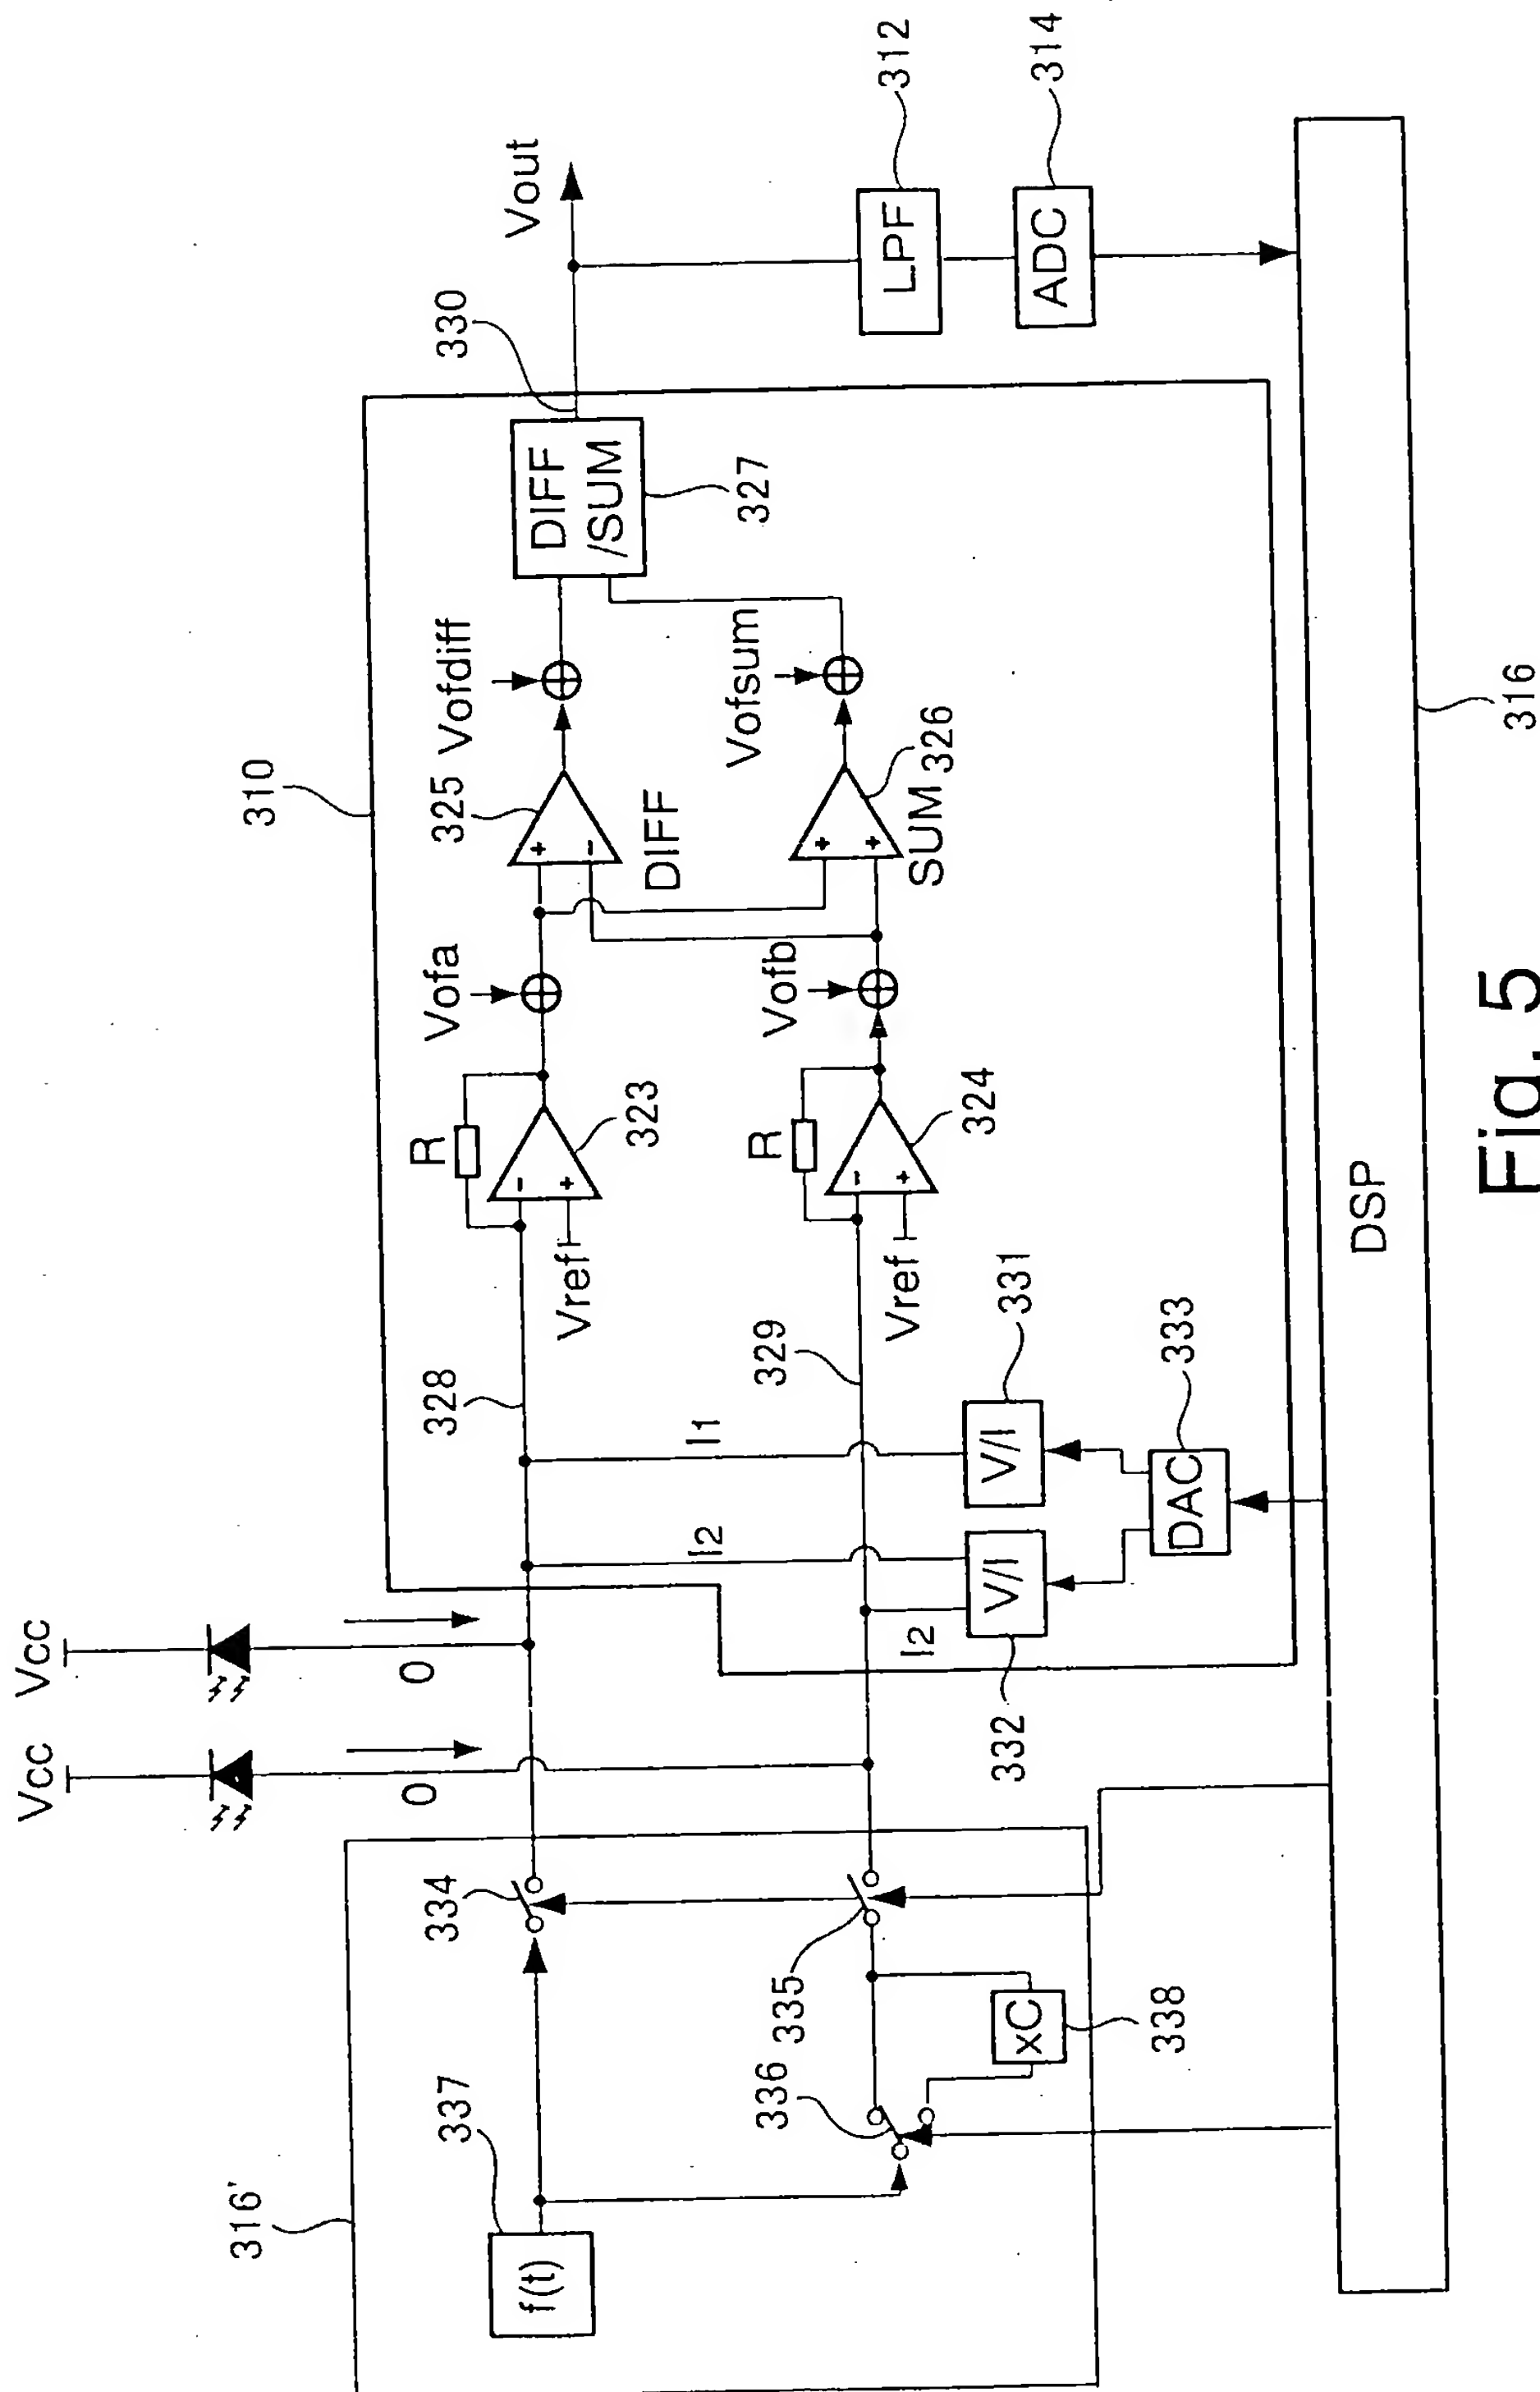 Vcc
Vcc
316'
337
f(t)
334
335
336
xC
338
0
0
310
328
329
I2
I1
I2
332
V/I
V/I
331
333
DAC
R
Vref
323
R
Vref
324
Vofa
Vofb
325
DIFF
SUM
326
Vofdiff
Vofsum
DIFF
/SUM
327
330
Vout
LPF
312
ADC
314
DSP
316
Fig. 5